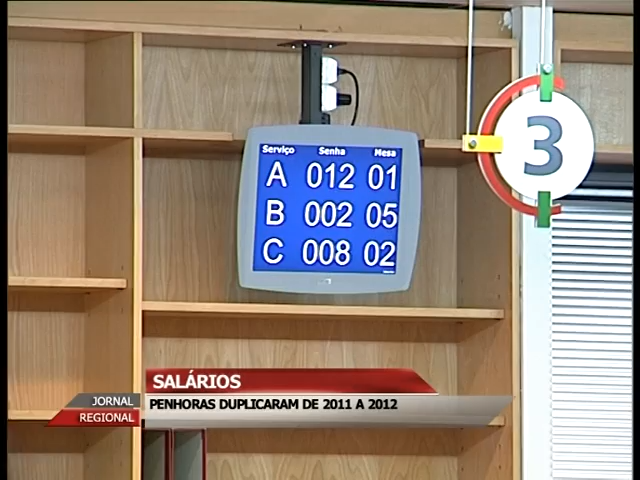 Serviço Senha Mesa
A 012 01
B 002 05
C 008 02
3
SALÁRIOS
JORNAL
REGIONAL
PENHORAS DUPLICARAM DE 2011 A 2012